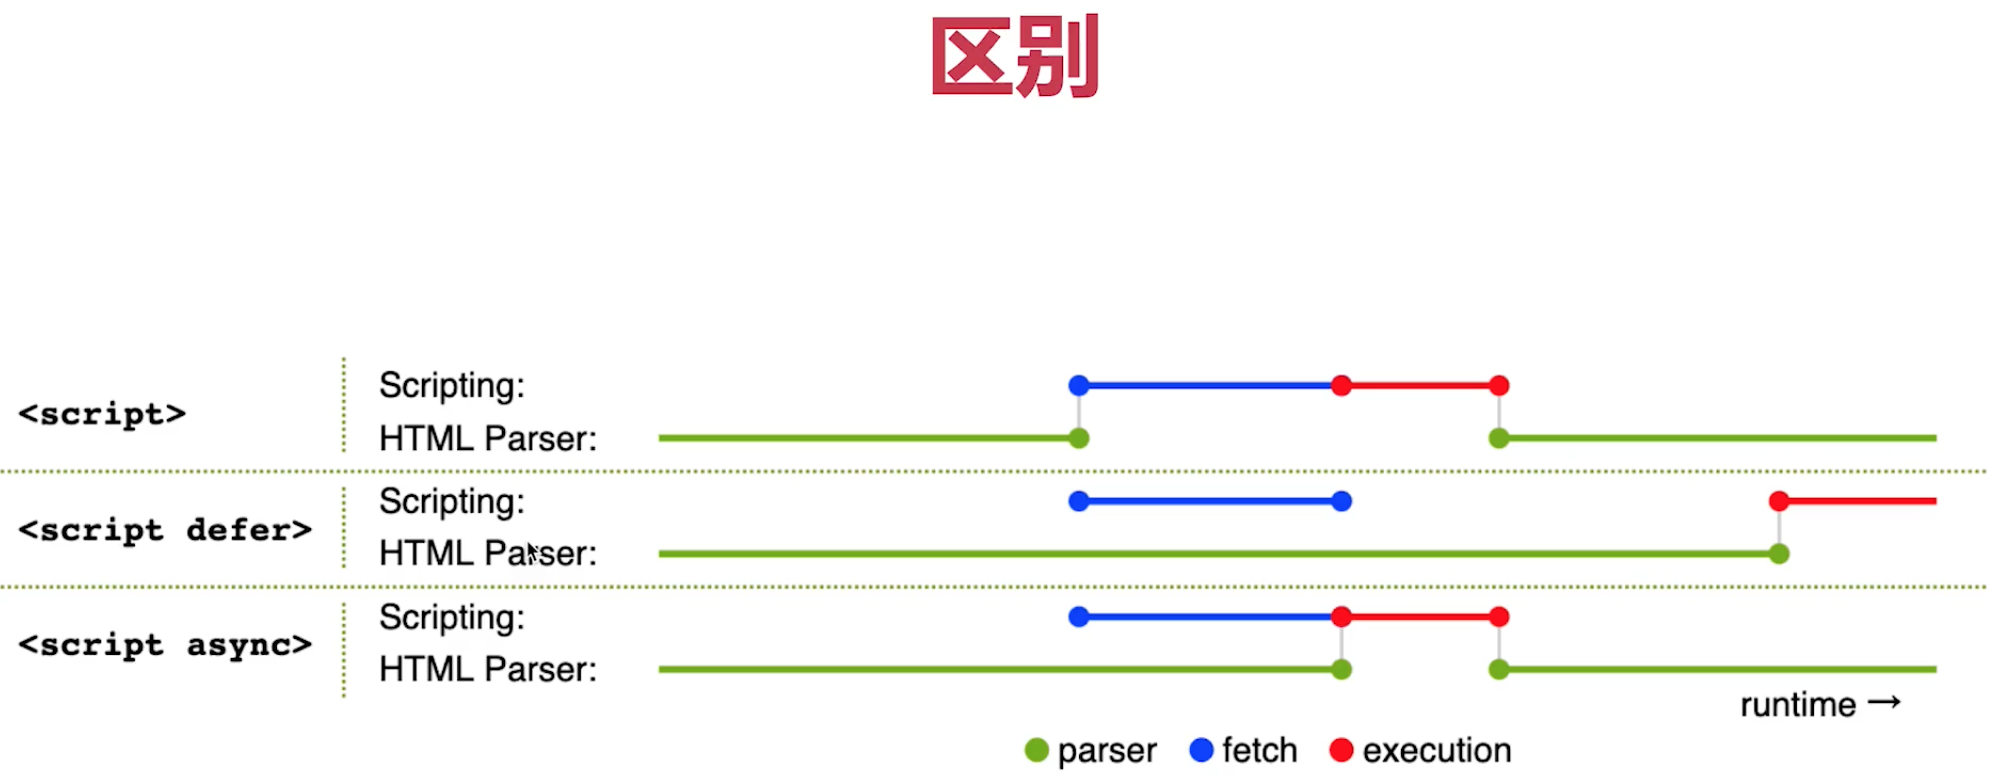 区别
<script>
Scripting:
HTML Parser:
<script defer>
Scripting:
HTML Parser:
<script async>
Scripting:
HTML Parser:
runtime →
parser fetch execution